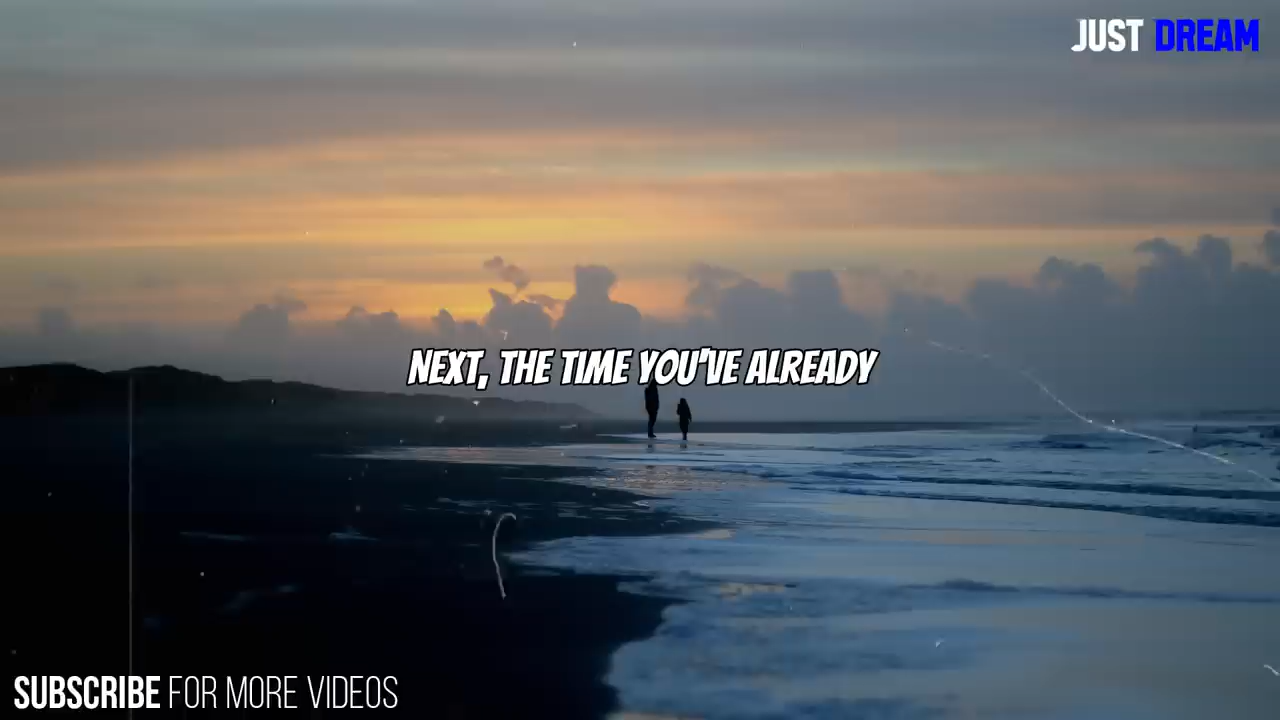 JUST DREAM
NEXT, THE TIME YOU'VE ALREADY
SUBSCRIBE FOR MORE VIDEOS